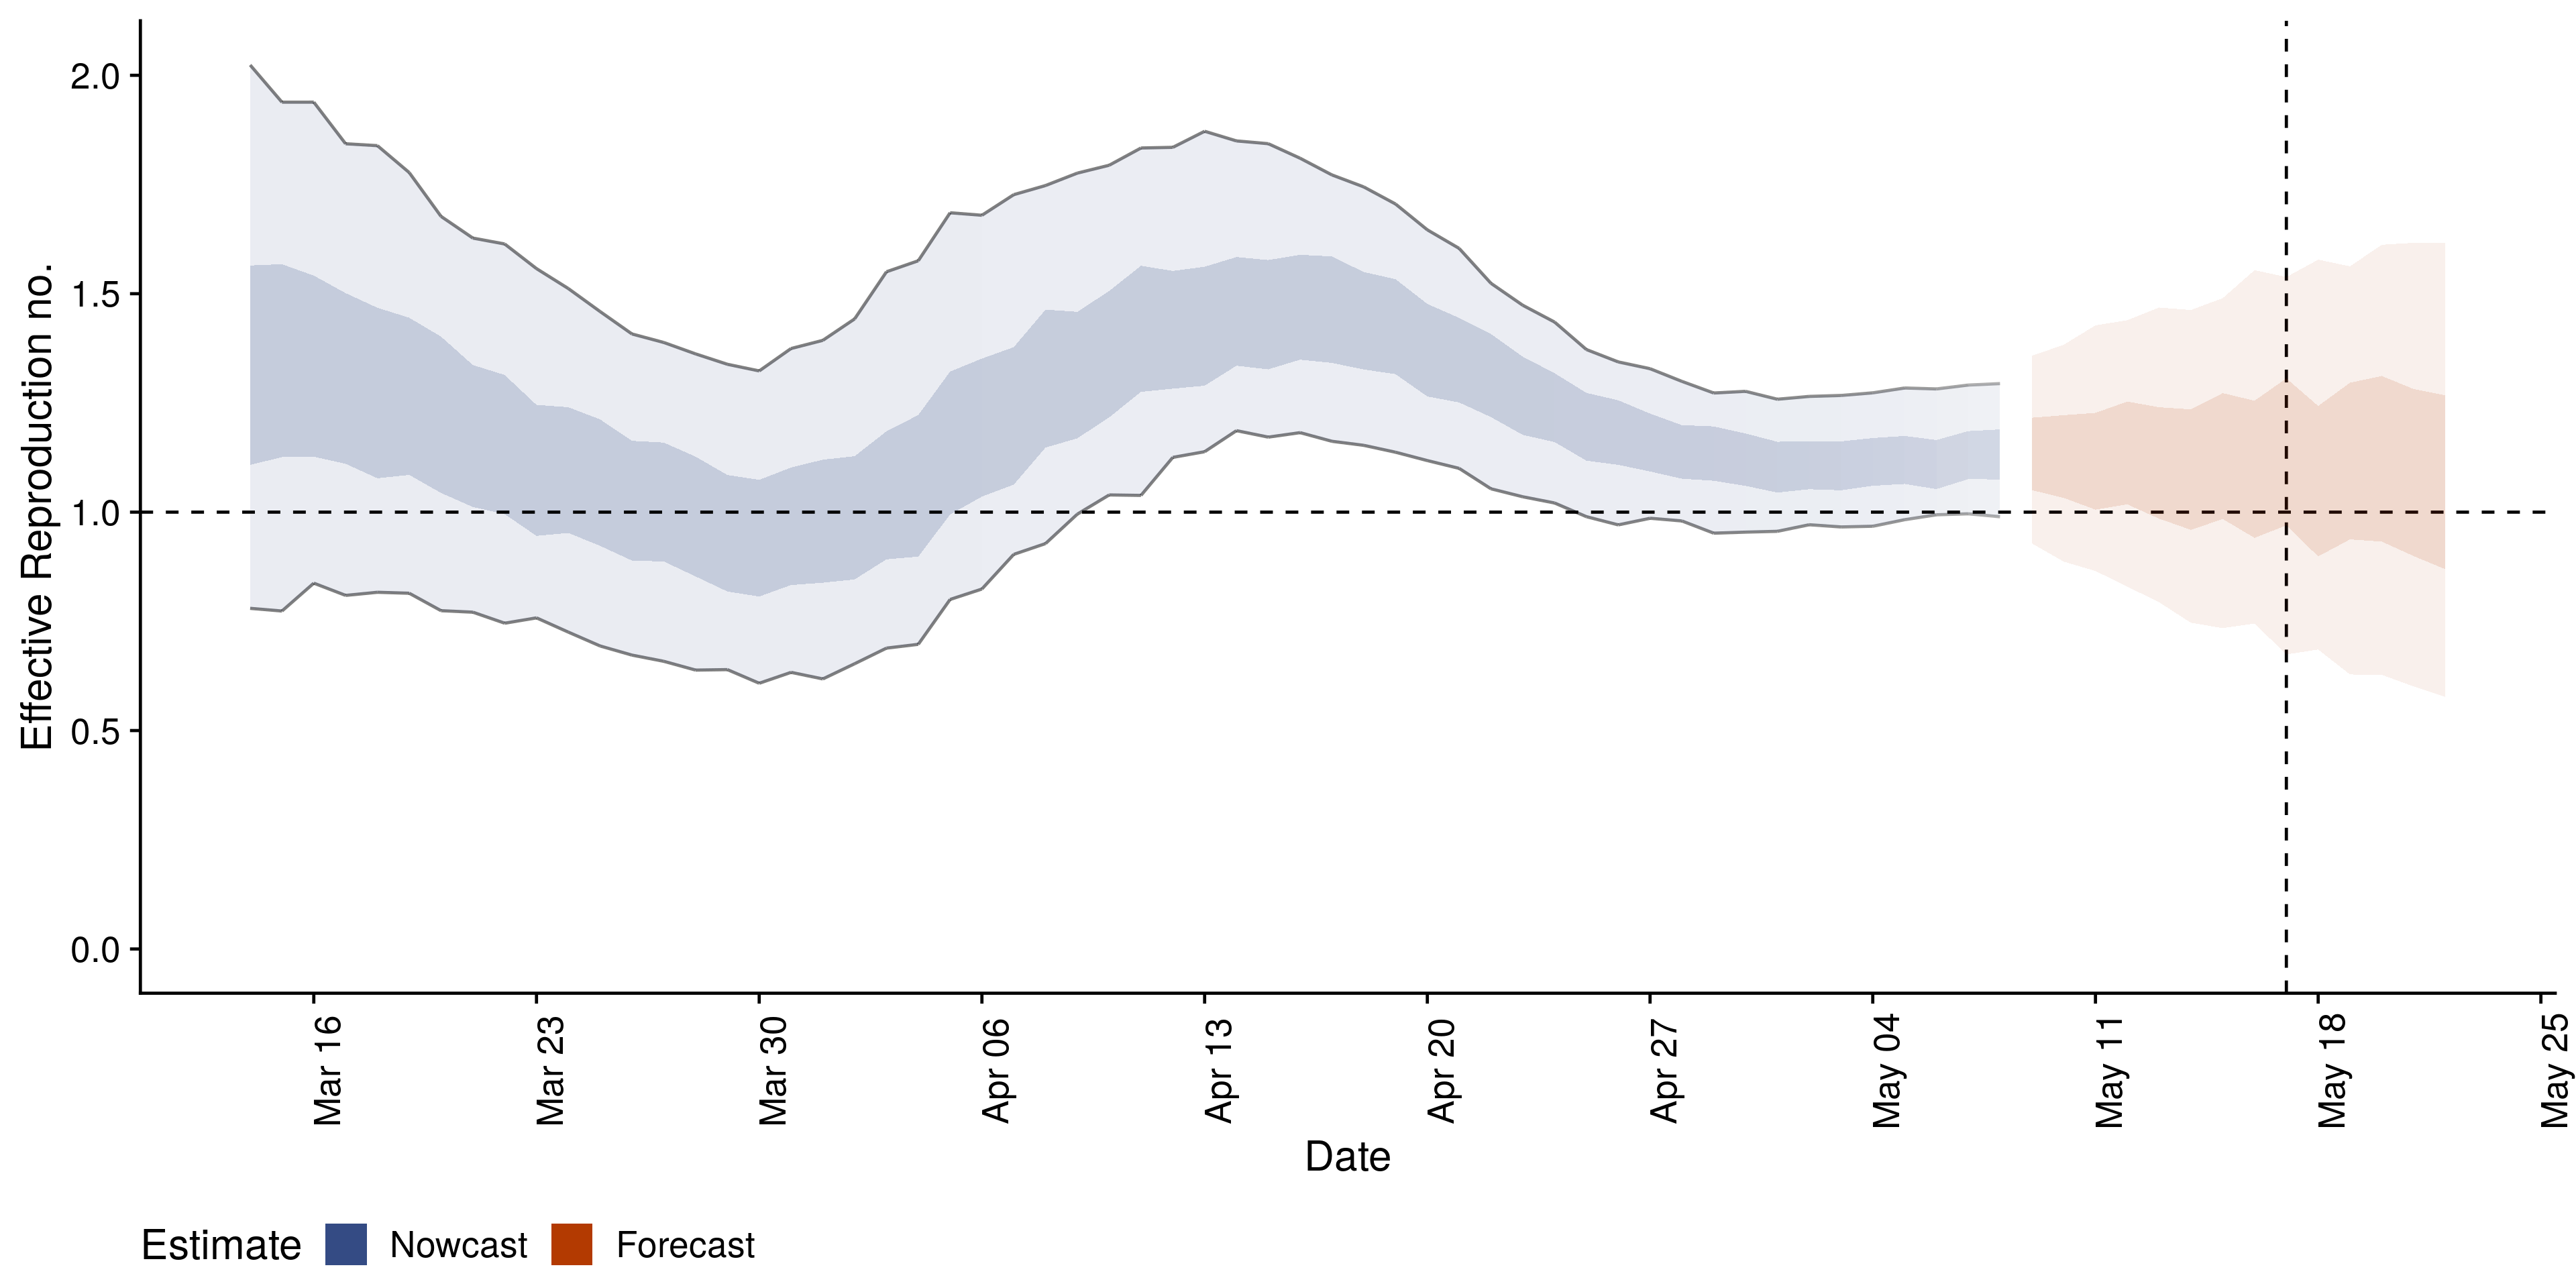 Effective Reproduction no.
2.0
1.5
1.0
0.5
0.0
Mar 16
Mar 23
Mar 30
Apr 06
Apr 13
Apr 20
Apr 27
May 04
May 11
May 18
May 25
Date
Estimate Nowcast Forecast